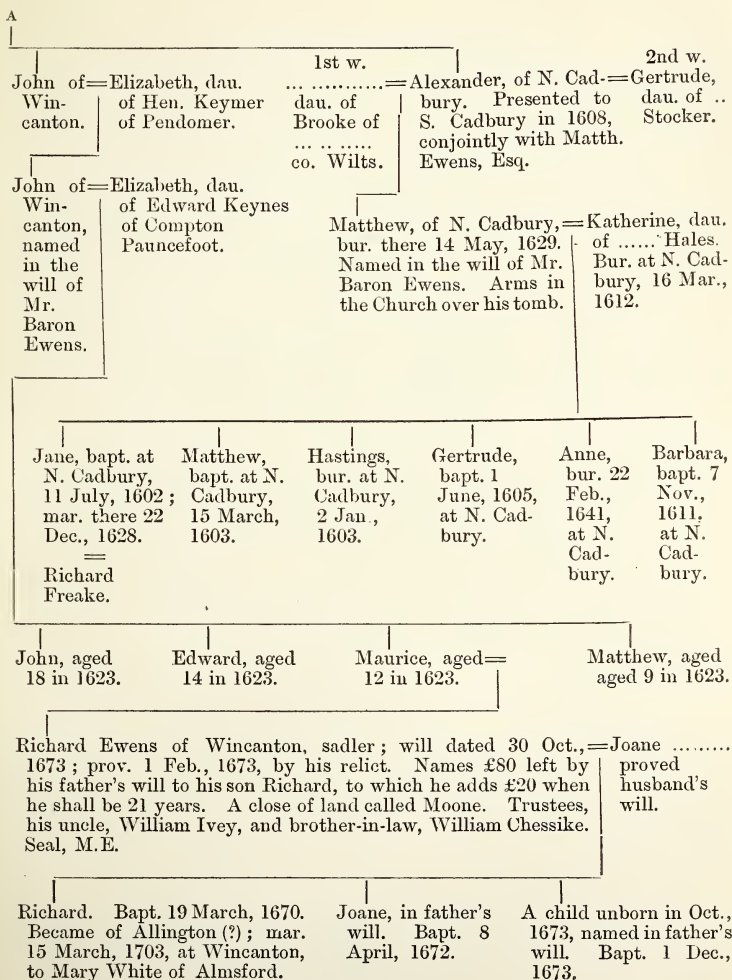 A
1st w.
2nd w.
John of=Elizabeth, dau.
Win-
canton.
of Hen. Keymer
of Pendomer.
... ...........=
dau. of
Brooke of
... .. .....
co. Wilts.
Alexander, of N. Cad-=Gertrude,
bury. Presented to
S. Cadbury in 1608,
conjointly with Matth.
Ewens, Esq.
dau. of ..
Stocker.
John of=Elizabeth, dau.
Win-
canton,
named
in the
will of
Mr.
Baron
Ewens.
of Edward Keynes
of Compton
Pauncefoot.
Matthew, of N. Cadbury,=Katherine, dau.
bur. there 14 May, 1629.
Named in the will of Mr.
Baron Ewens. Arms in
the Church over his tomb.
of ...... Hales.
Bur. at N. Cad-
bury, 16 Mar.,
1612.
Jane, bapt. at
N. Cadbury,
11 July, 1602 ;
mar. there 22
Dec., 1628.
=
Richard
Freake.
Matthew,
bapt. at N.
Cadbury,
15 March,
1603.
Hastings,
bur. at N.
Cadbury,
2 Jan.,
1603.
Gertrude,
bapt. 1
June, 1605,
at N. Cad-
bury.
Anne,
bur. 22
Feb.,
1641,
at N.
Cad-
bury.
Barbara,
bapt. 7
Nov.,
1611.
at N.
Cad-
bury.
John, aged
18 in 1623.
Edward, aged
14 in 1623.
Maurice, aged=
12 in 1623.
Matthew, aged
aged 9 in 1623.
Richard Ewens of Wincanton, sadler ; will dated 30 Oct.,=Joane .........
1673 ; prov. 1 Feb., 1673, by his relict. Names £80 left by
his father's will to his son Richard, to which he adds £20 when
he shall be 21 years. A close of land called Moone. Trustees,
his uncle, William Ivey, and brother-in-law, William Chessike.
Seal, M.E.
proved
husband's
will.
Richard. Bapt. 19 March, 1670.
Became of Allington (?) ; mar.
15 March, 1703, at Wincanton,
to Mary White of Almsford.
Joane, in father's
will. Bapt. 8
April, 1672.
A child unborn in Oct.,
1673, named in father's
will. Bapt. 1 Dec.,
1673.